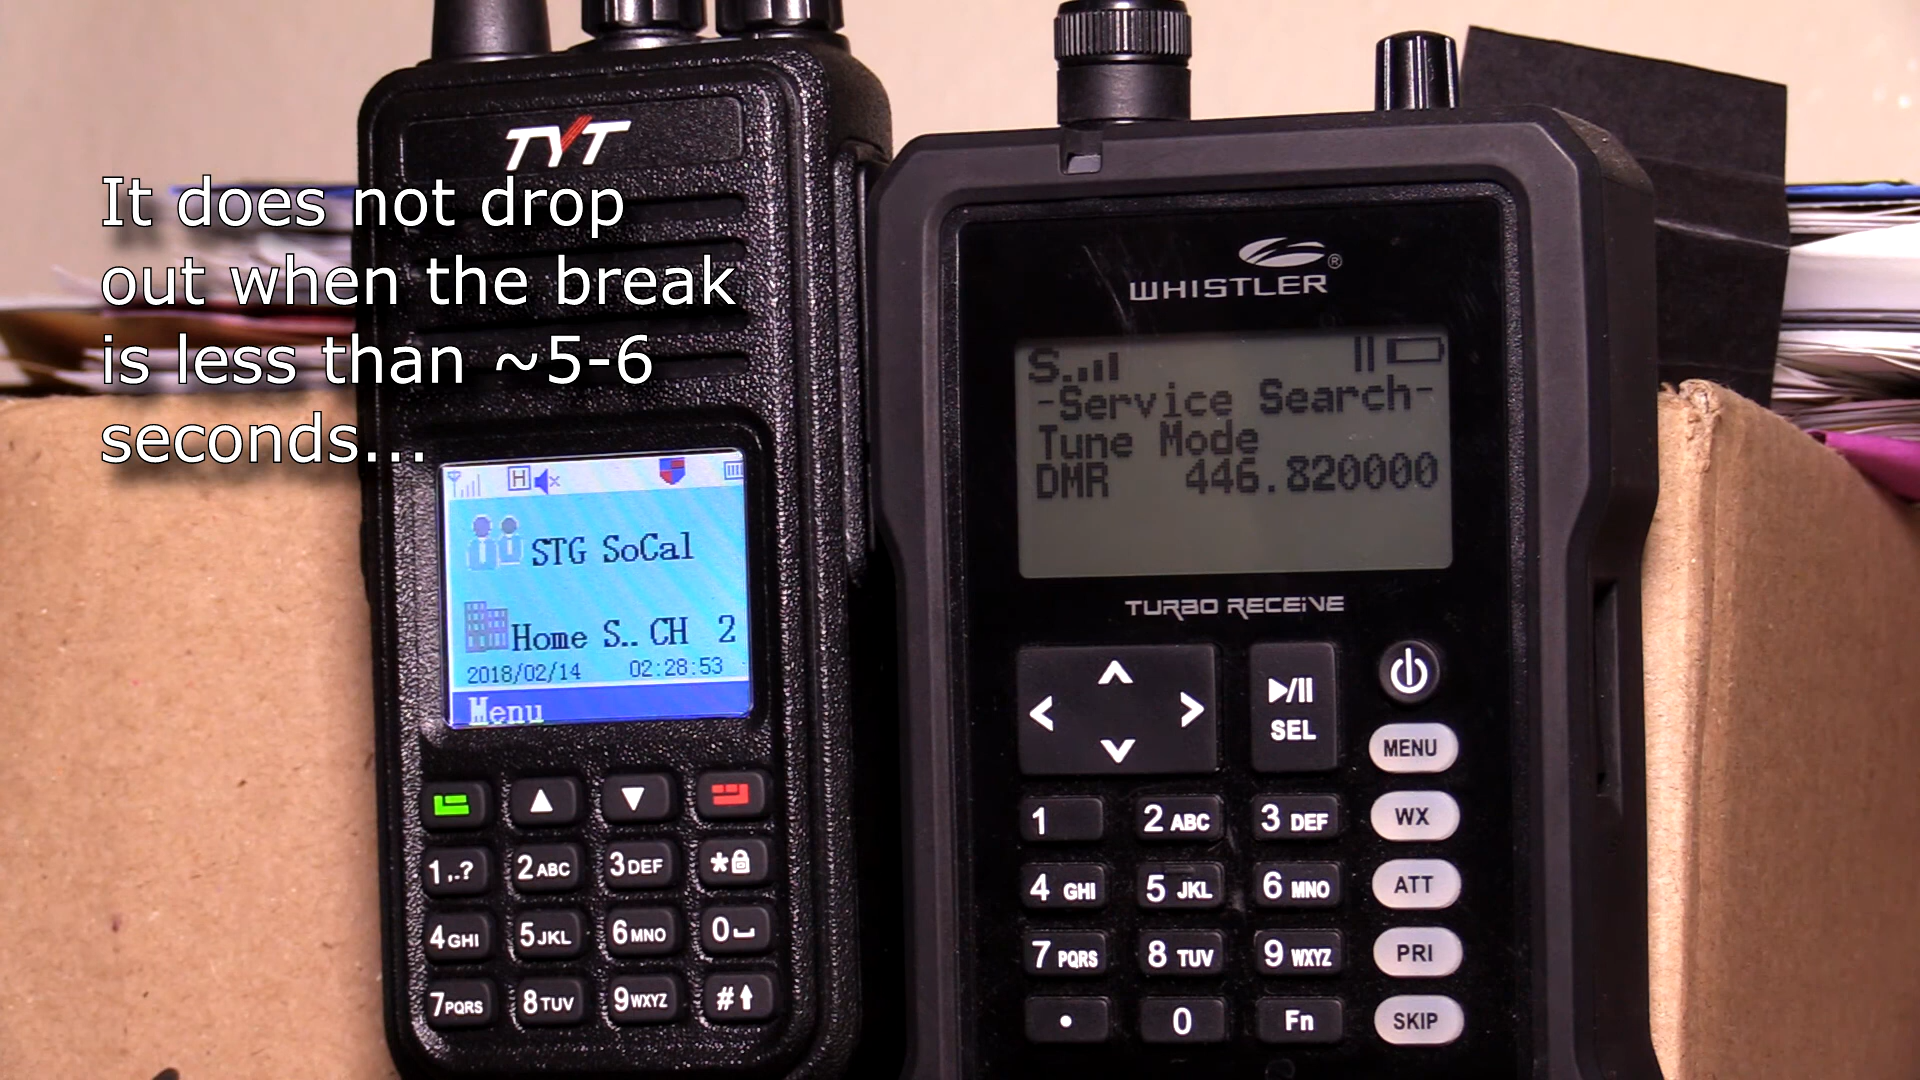 It does not drop
out when the break
is less than ~5-6
seconds...
TYT
H
STG SoCal
Home S.. CH 2
2018/02/14 02:28:53
Menu
1,.? 2ABC 3DEF *
4GHI 5JKL 6MNO 0
7PQRS 8TUV 9WXYZ #
WHISTLER®
S
-Service Search-
Tune Mode
DMR 446.820000
TURBO RECEIVE
SEL
MENU
1 2 ABC 3 DEF WX
4 GHI 5 JKL 6 MNO ATT
7 PQRS 8 TUV 9 WXYZ PRI
• 0 Fn SKIP